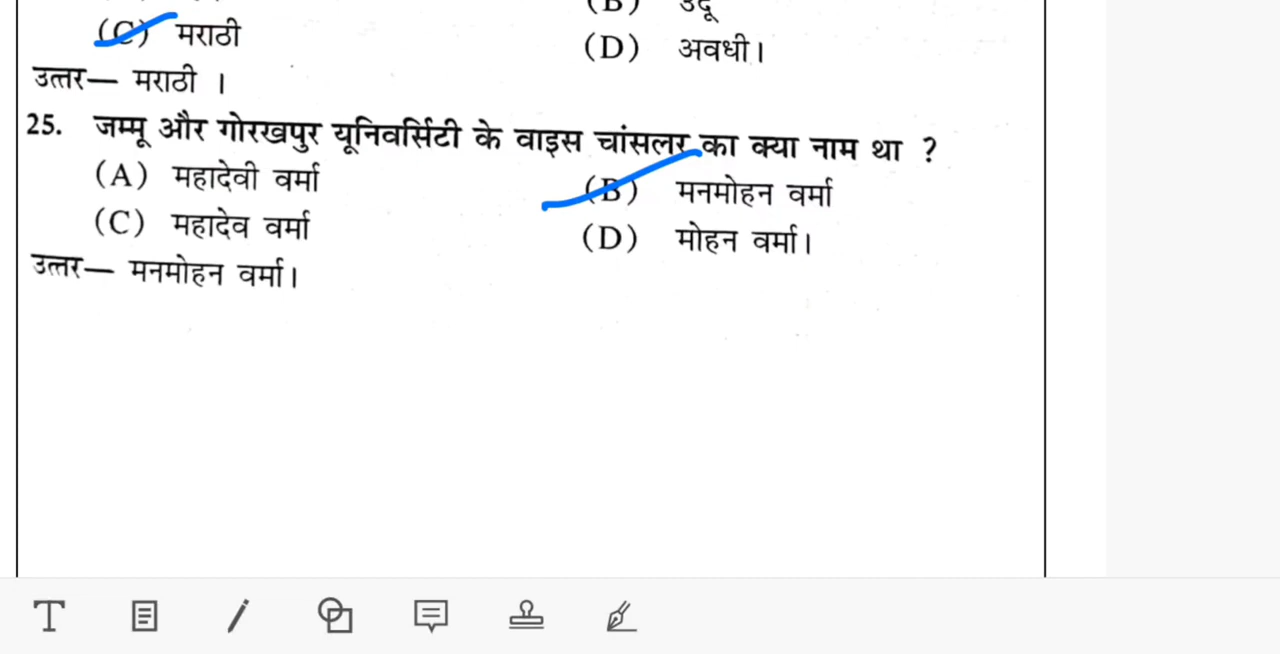 (B) उर्दू
(C) मराठी
(D) अवधी।
उत्तर— मराठी ।
25. जम्मू और गोरखपुर यूनिवर्सिटी के वाइस चांसलर का क्या नाम था ?
(A) महादेवी वर्मा (B) मनमोहन वर्मा
(C) महादेव वर्मा (D) मोहन वर्मा।
उत्तर— मनमोहन वर्मा।
T